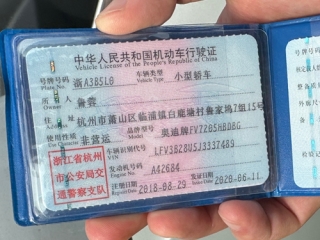 中华人民共和国机动车行驶证
Vehicle License of the People's Republic of China
号牌号码 浙A3B5L0 车辆类型 小型轿车
Plate No. Vehicle Type
所有人 鲁蓉
Owner
住址 杭州市萧山区临浦镇白鹿塘村鲁家坞7组15号
Address
使用性质 非营运 品牌型号 奥迪牌FV7205HBDBG
Use Character Model
浙江省杭州 车辆识别代号 LFV3B28U5J3337489
市公安局交 VIN
通警察支队 发动机号码 A42684
Engine No.
注册日期 2018-08-29 发证日期 2020-06-11
Register Date Issue Date